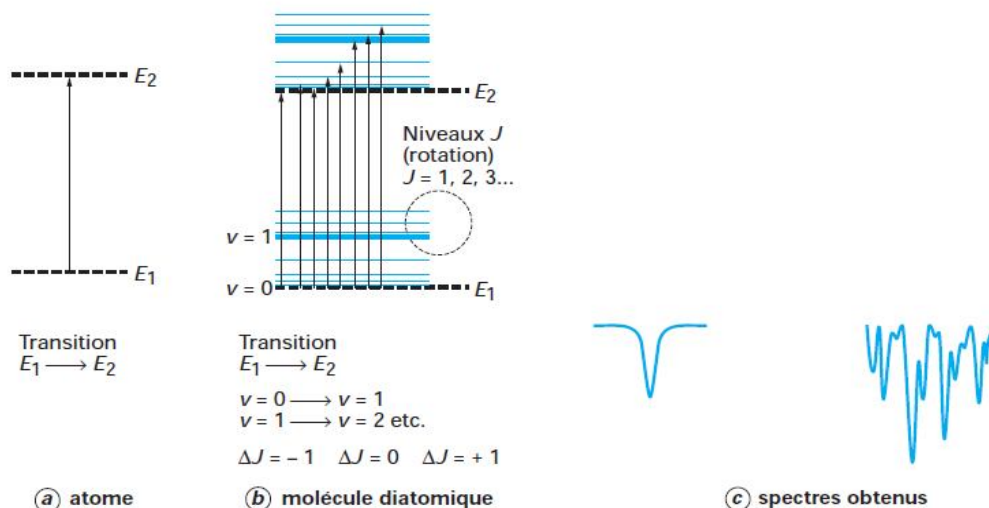 E₂
E₁
Transition
E₁ ⟶ E₂
ⓐ atome
E₂
Niveaux J
(rotation)
J = 1, 2, 3...
v = 1
v = 0
E₁
Transition
E₁ ⟶ E₂
v = 0 ⟶ v = 1
v = 1 ⟶ v = 2 etc.
ΔJ = – 1 ΔJ = 0 ΔJ = + 1
ⓑ molécule diatomique
ⓒ spectres obtenus